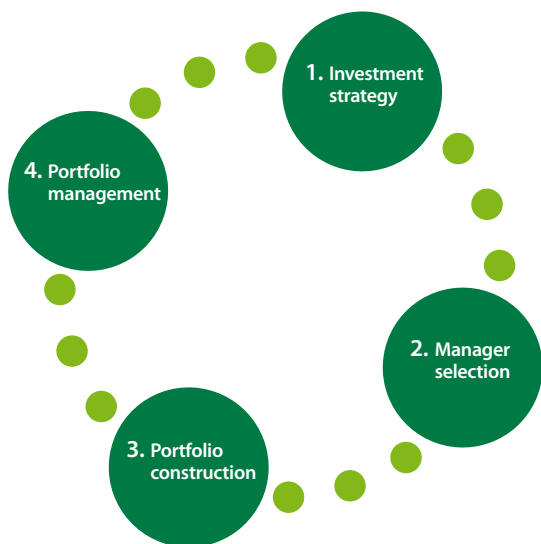 1. Investment
strategy
2. Manager
selection
3. Portfolio
construction
4. Portfolio
management